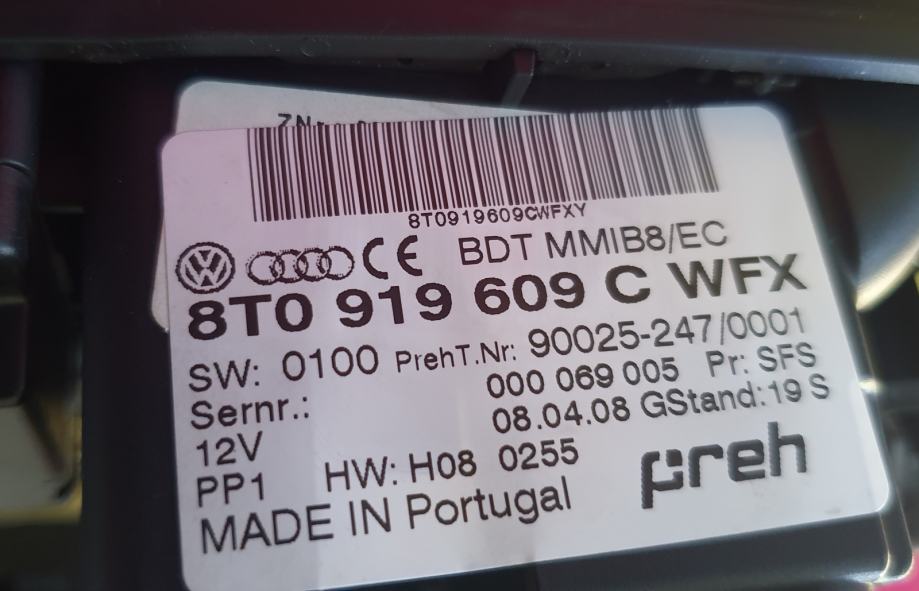 8T0919609CWFXY
CE BDT MMIB8/EC
8T0 919 609 C WFX
SW: 0100 PrehT.Nr: 90025-247/0001
Sernr.: 000 069 005 Pr: SFS
12V 08.04.08 GStand: 19 S
PP1 HW: H08 0255
preh
MADE IN Portugal